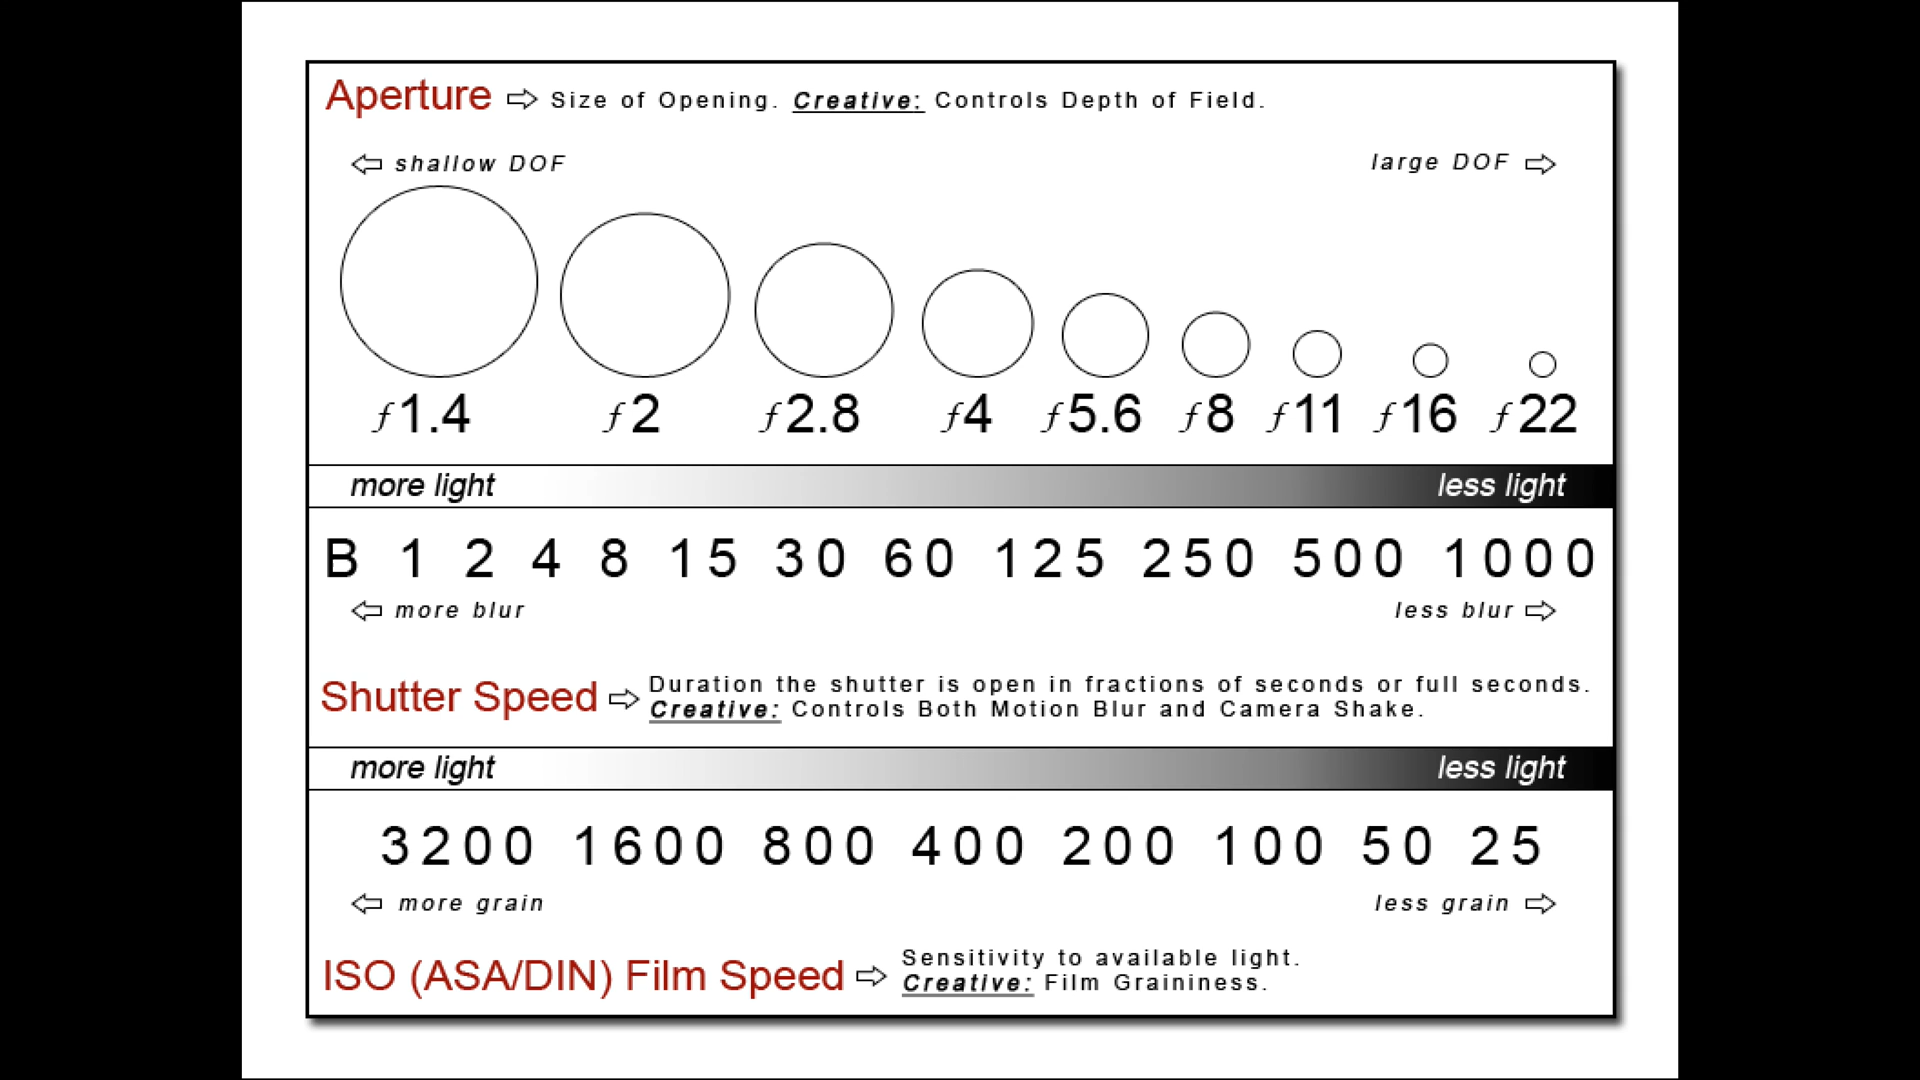 Aperture ⇨ Size of Opening. Creative: Controls Depth of Field.
⇦ shallow DOF large DOF ⇨
ƒ1.4 ƒ2 ƒ2.8 ƒ4 ƒ5.6 ƒ8 ƒ11 ƒ16 ƒ22
more light less light
B 1 2 4 8 15 30 60 125 250 500 1000
⇦ more blur less blur ⇨
Shutter Speed ⇨ Duration the shutter is open in fractions of seconds or full seconds.
Creative: Controls Both Motion Blur and Camera Shake.
more light less light
3200 1600 800 400 200 100 50 25
⇦ more grain less grain ⇨
ISO (ASA/DIN) Film Speed ⇨ Sensitivity to available light.
Creative: Film Graininess.